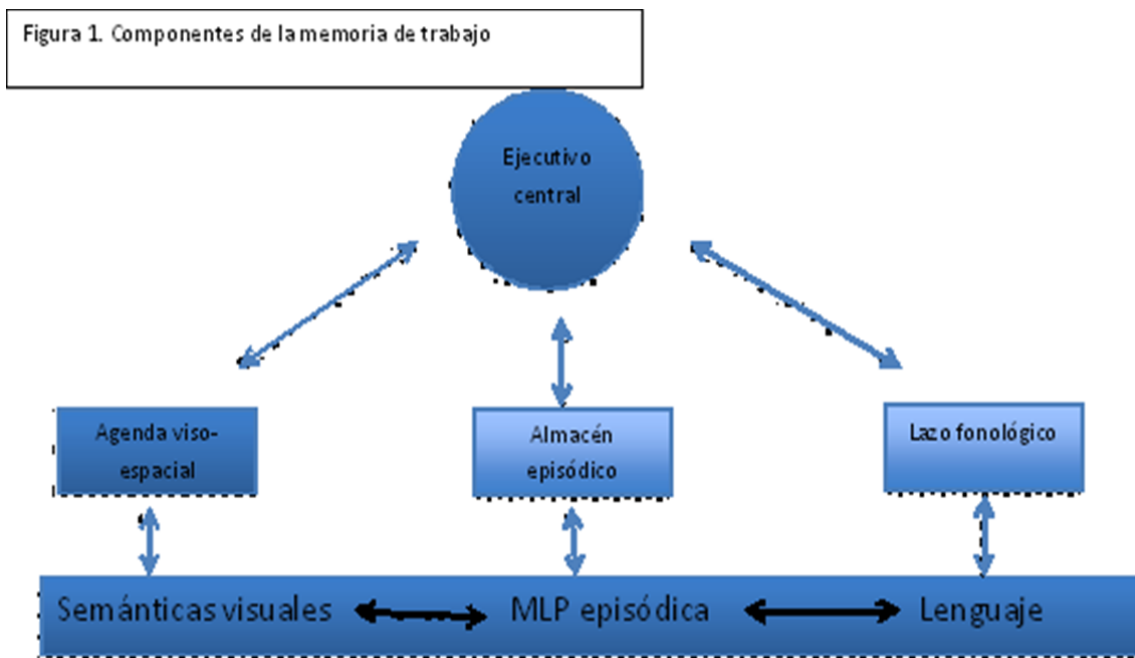 Figura 1. Componentes de la memoria de trabajo
Ejecutivo
central
Agenda viso-
espacial
Almacén
episódico
Lazo fonológico
Semánticas visuales
MLP episódica
Lenguaje